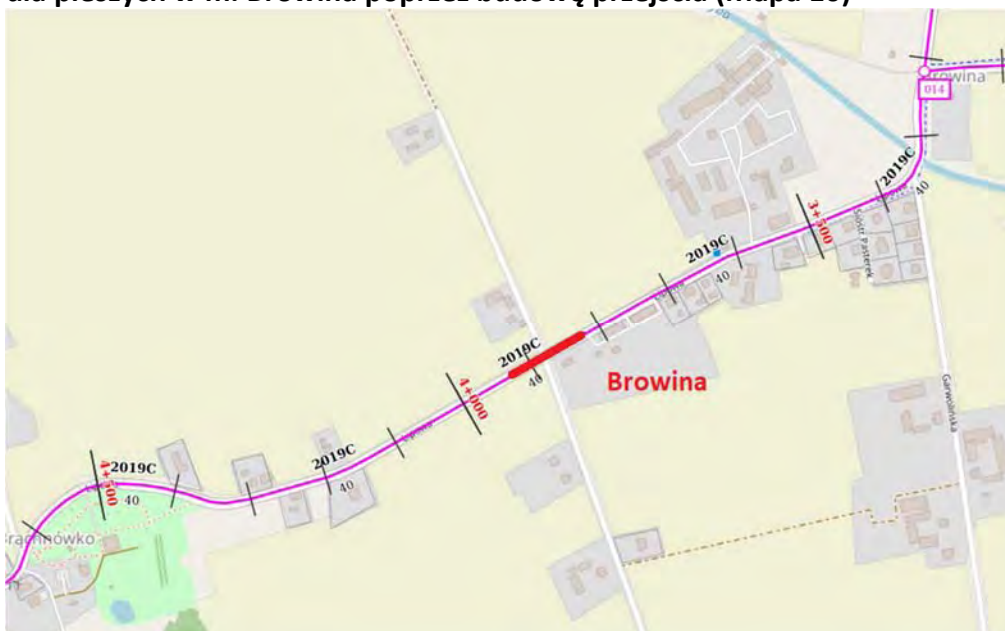 dla pieszych w m. Browina poprzez budowę przejścia (mapa 10)
Browina
014
2019C
40
3+500
Sióstr Pasterek
2019C
40
2019C
40
Browina
4+000
Garwolińska
2019C
40
4+500
2019C
40
Brąchnówko